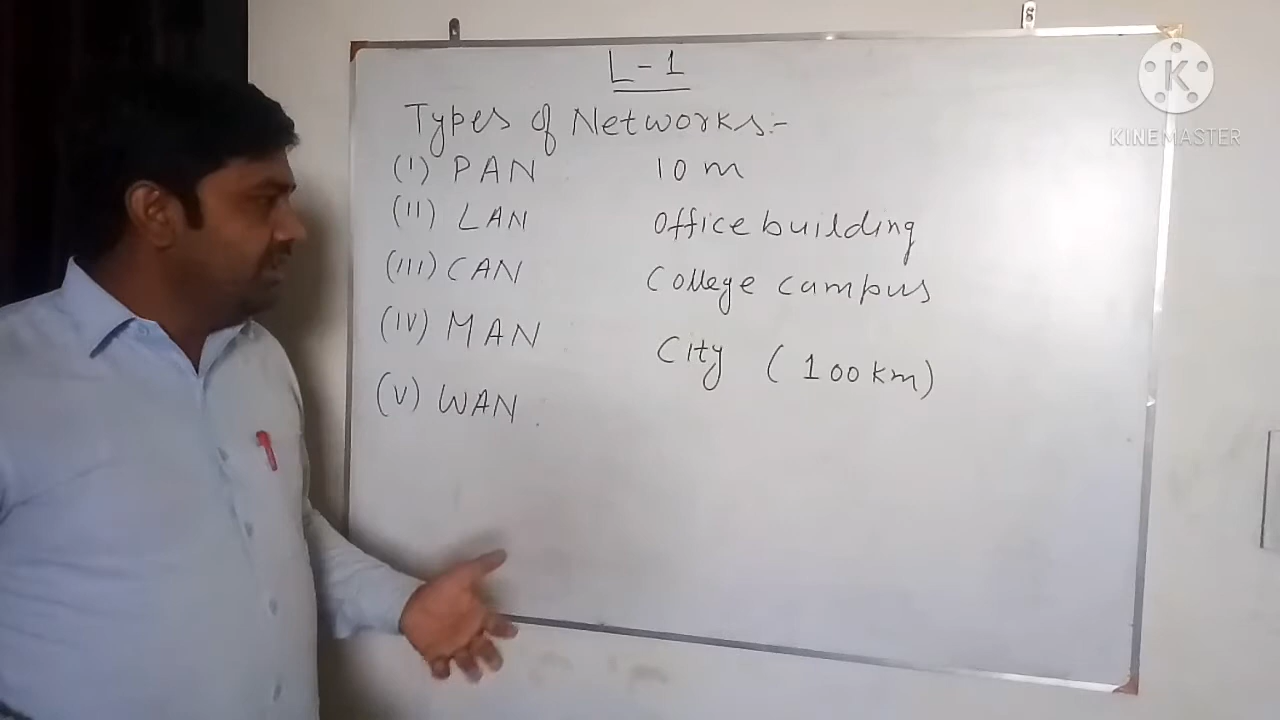 L-1
Types of Networks:-
(I) PAN 10 m
(II) LAN Office building
(III) CAN College campus
(IV) MAN City (100 km)
(V) WAN
K
KINEMASTER